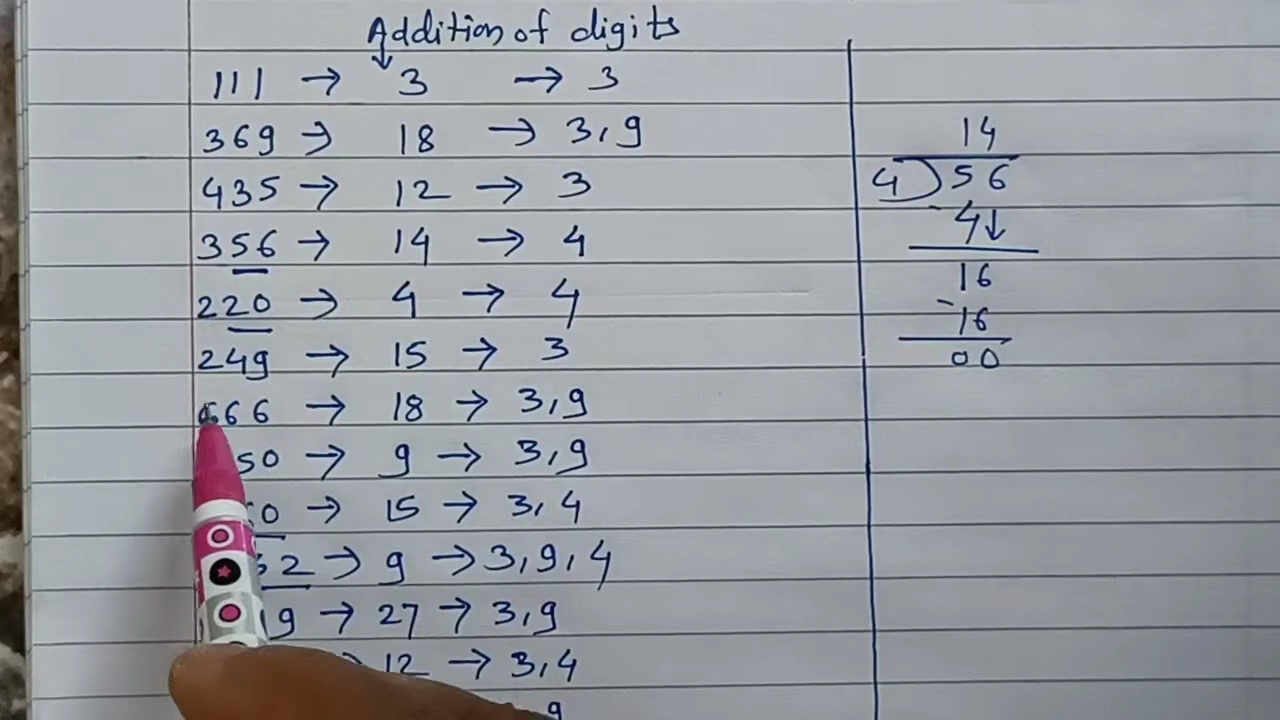 Addition of digits
↓
111 → 3 → 3
369 → 18 → 3,9
435 → 12 → 3
356 → 14 → 4
220 → 4 → 4
249 → 15 → 3
666 → 18 → 3,9
50 → 9 → 3,9
0 → 15 → 3,4
2 → 9 → 3,9,4
9 → 27 → 3,9
12 → 3,4
9
14
4)56
-4↓
16
-16
00